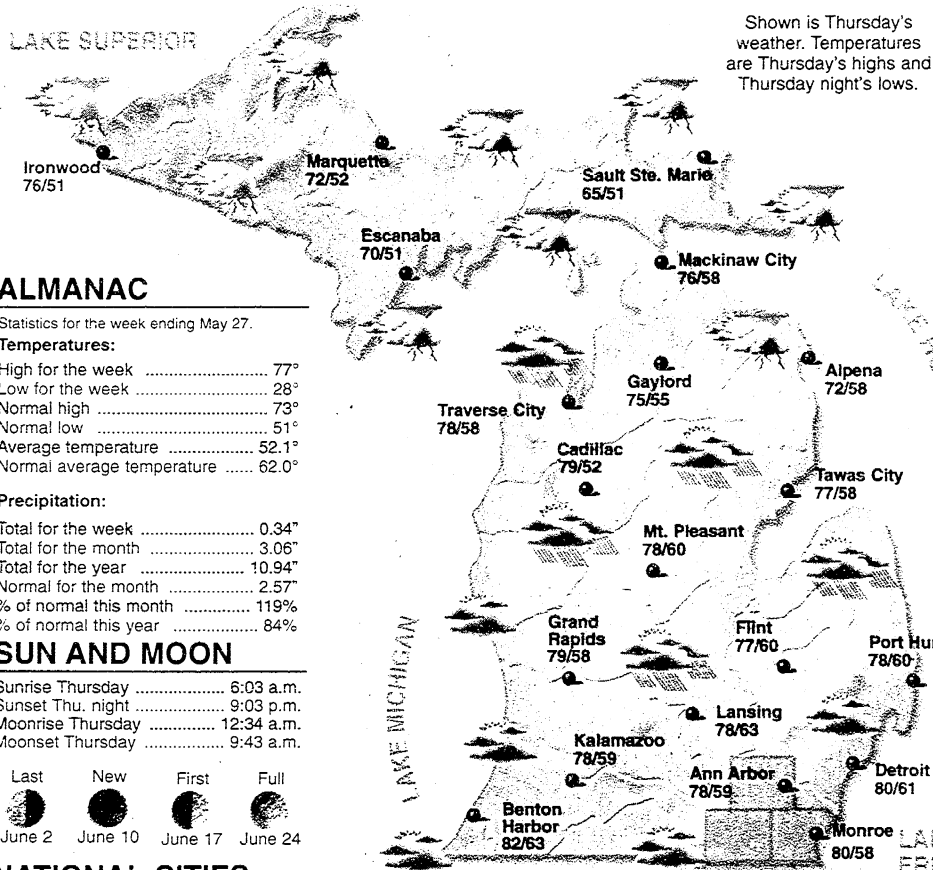 LAKE SUPERIOR
Shown is Thursday's
weather. Temperatures
are Thursday's highs and
Thursday night's lows.
Ironwood
76/51
Marquette
72/52
Sault Ste. Marie
65/51
Escanaba
70/51
Mackinaw City
76/58
ALMANAC
Statistics for the week ending May 27.
Temperatures:
High for the week ..................... 77°
Low for the week ...................... 28°
Normal high ............................. 73°
Normal low .............................. 51°
Average temperature .............. 52.1°
Normal average temperature ...... 62.0°
Precipitation:
Total for the week ................... 0.34"
Total for the month .................. 3.06"
Total for the year ................... 10.94"
Normal for the month ............... 2.57"
% of normal this month .............. 119%
% of normal this year ................. 84%
Alpena
72/58
Gaylord
75/55
Traverse City
78/58
Cadillac
79/52
Tawas City
77/58
Mt. Pleasant
78/60
Grand
Rapids
79/58
Flint
77/60
Port Hu
78/60
LAKE MICHIGAN
Lansing
78/63
Kalamazoo
78/59
Ann Arbor
78/59
Detroit
80/61
Benton
Harbor
82/63
Monroe
80/58
SUN AND MOON
Sunrise Thursday .................. 6:03 a.m.
Sunset Thu. night .................. 9:03 p.m.
Moonrise Thursday .............. 12:34 a.m.
Moonset Thursday ................ 9:43 a.m.
Last New First Full
June 2 June 10 June 17 June 24
NATIONAL CITIES